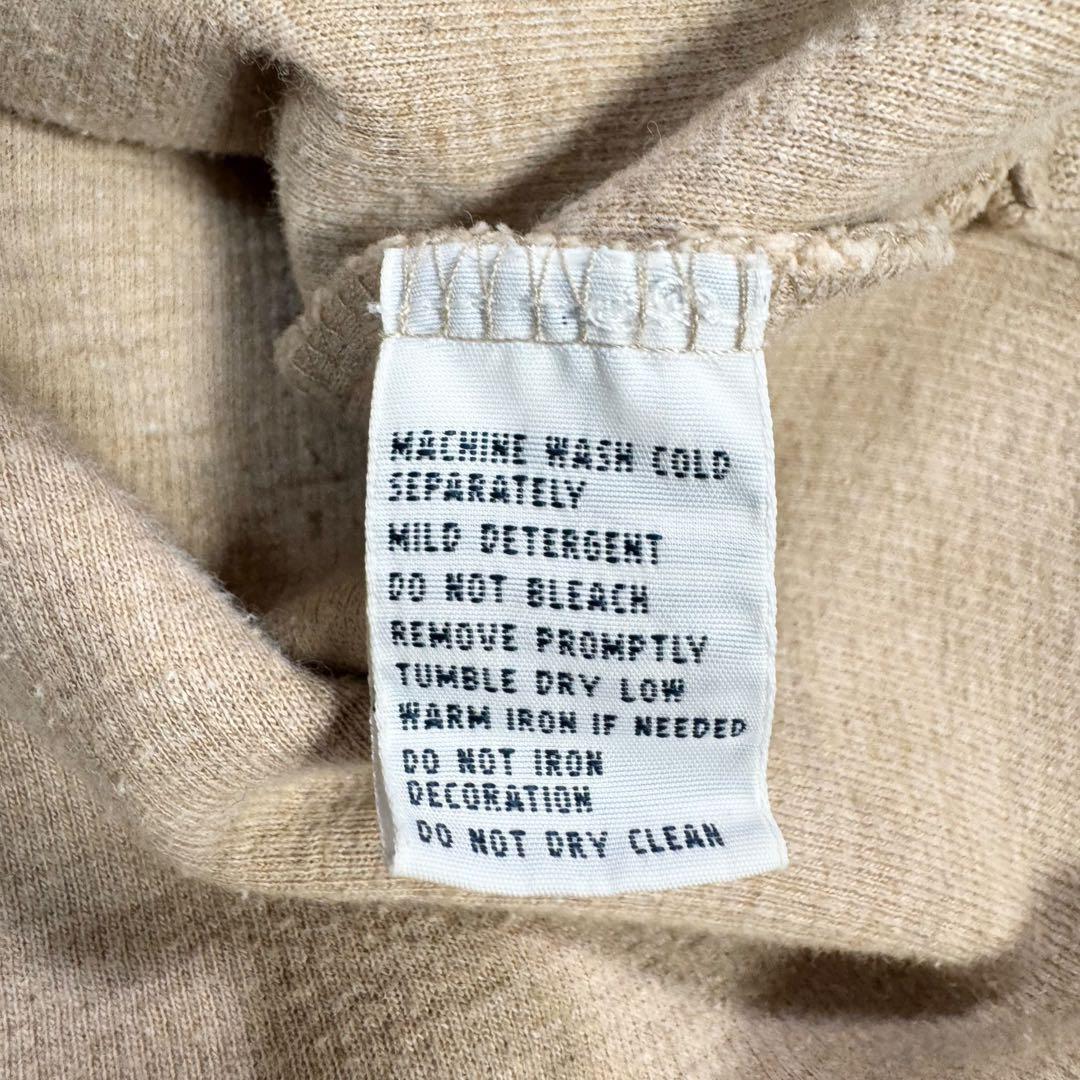 MACHINE WASH COLD
SEPARATELY
MILD DETERGENT
DO NOT BLEACH
REMOVE PROMPTLY
TUMBLE DRY LOW
WARM IRON IF NEEDED
DO NOT IRON
DECORATION
DO NOT DRY CLEAN